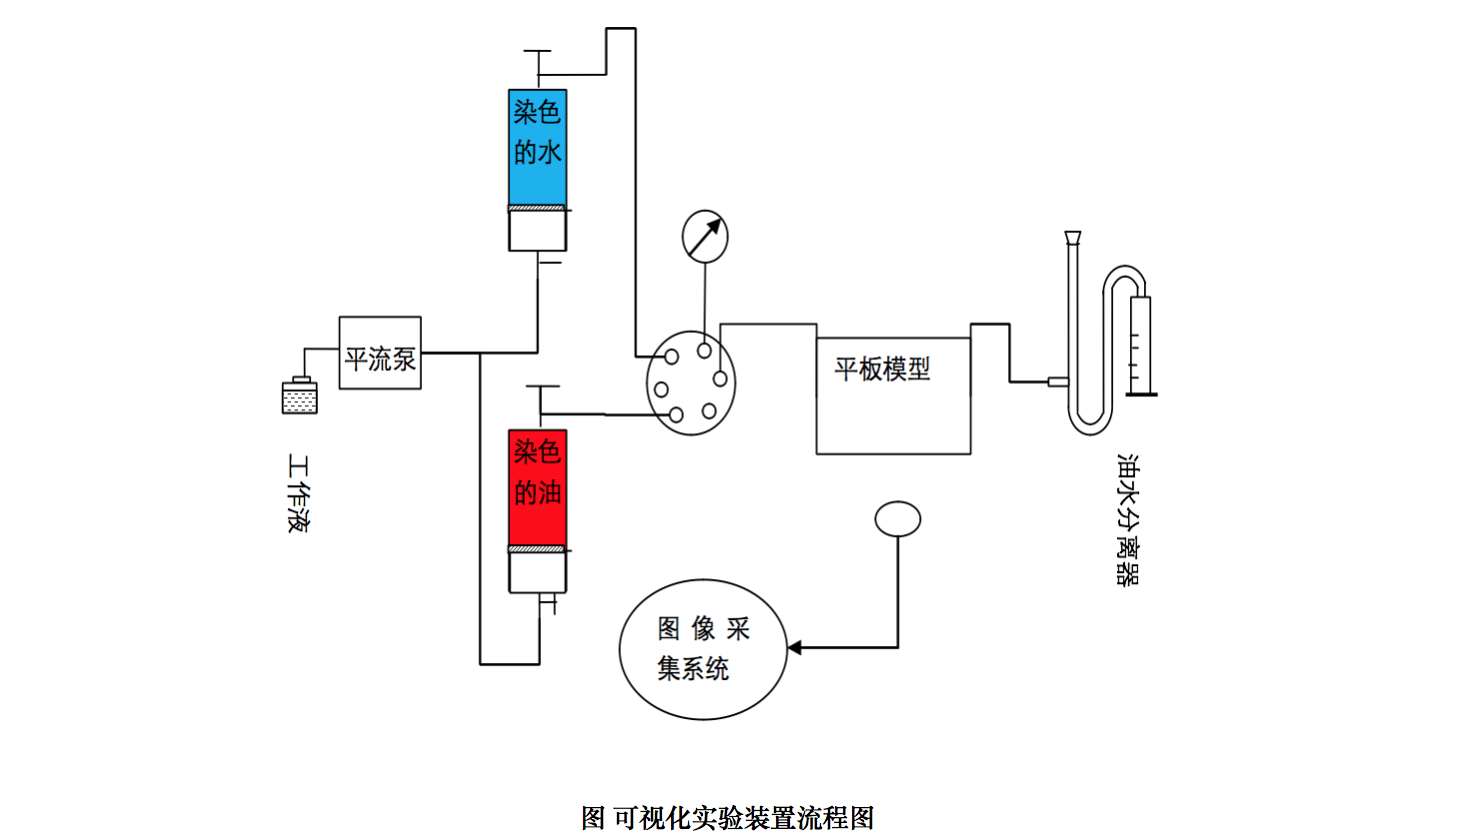 染色
的水
平流泵
平板模型
染色
的油
工作液
油水分离器
图像采
集系统
图 可视化实验装置流程图